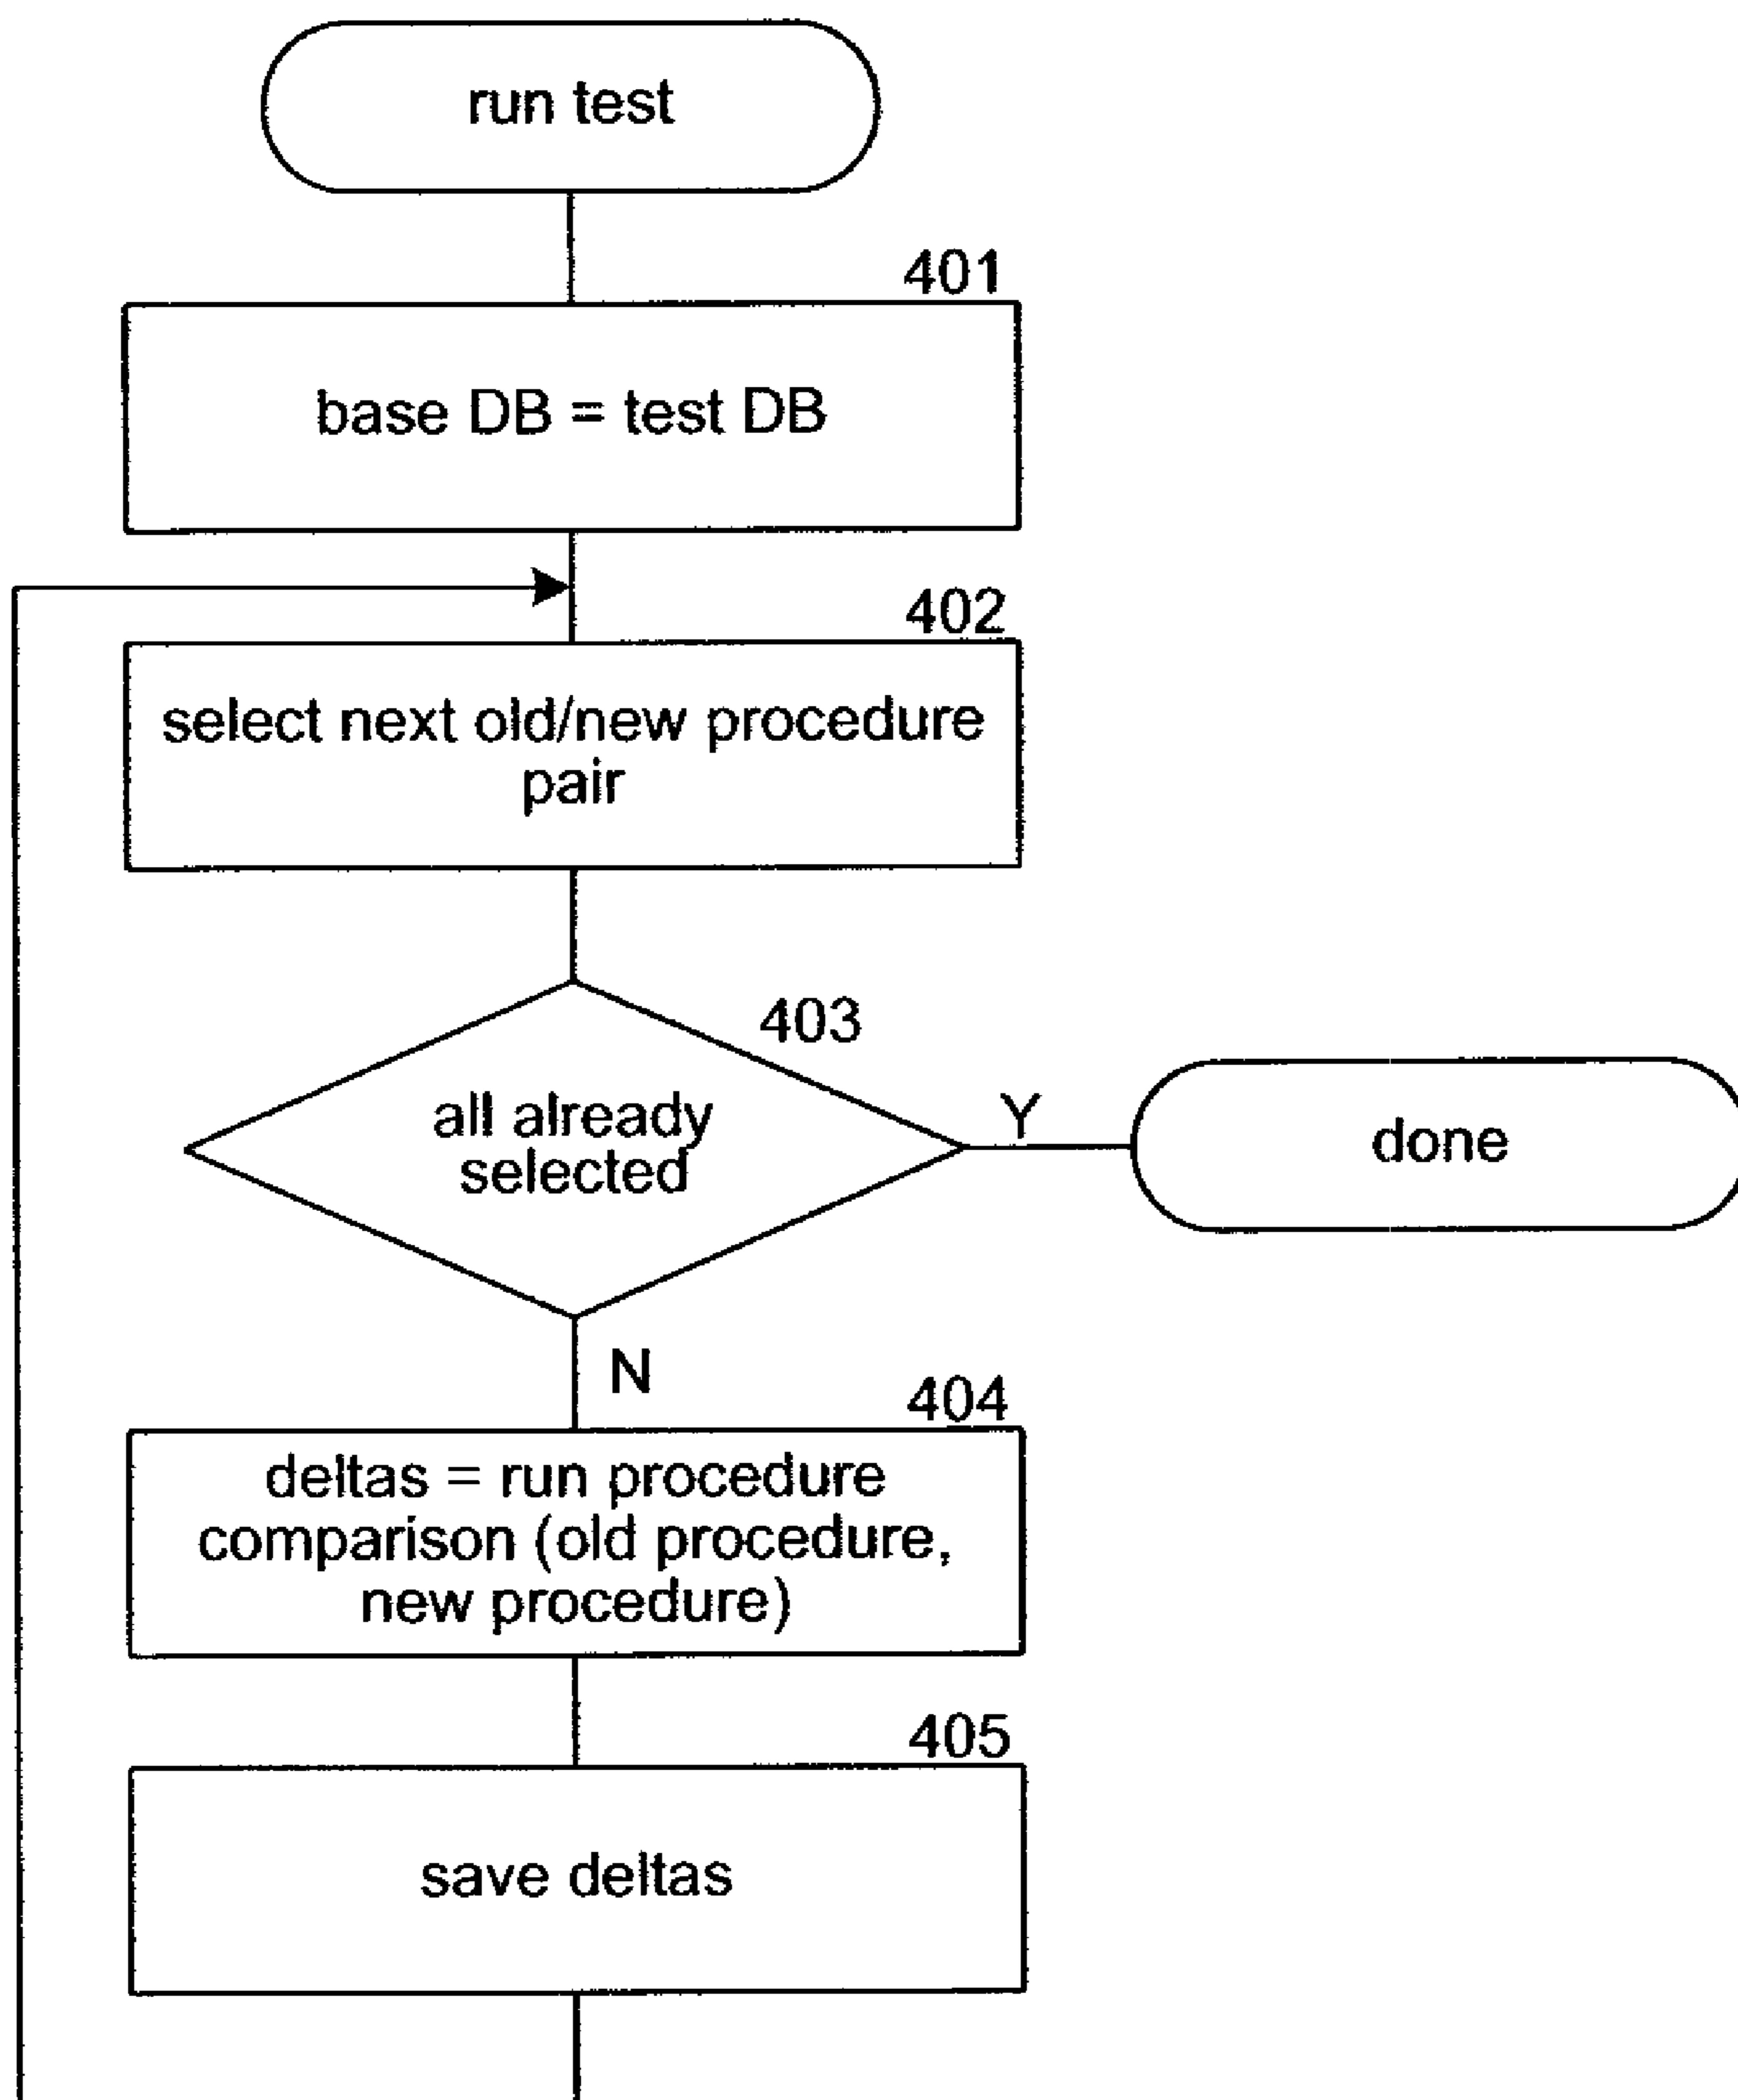 run test
401
base DB = test DB
402
select next old/new procedure
pair
403
all already
selected
Y
done
N
404
deltas = run procedure
comparison (old procedure,
new procedure)
405
save deltas